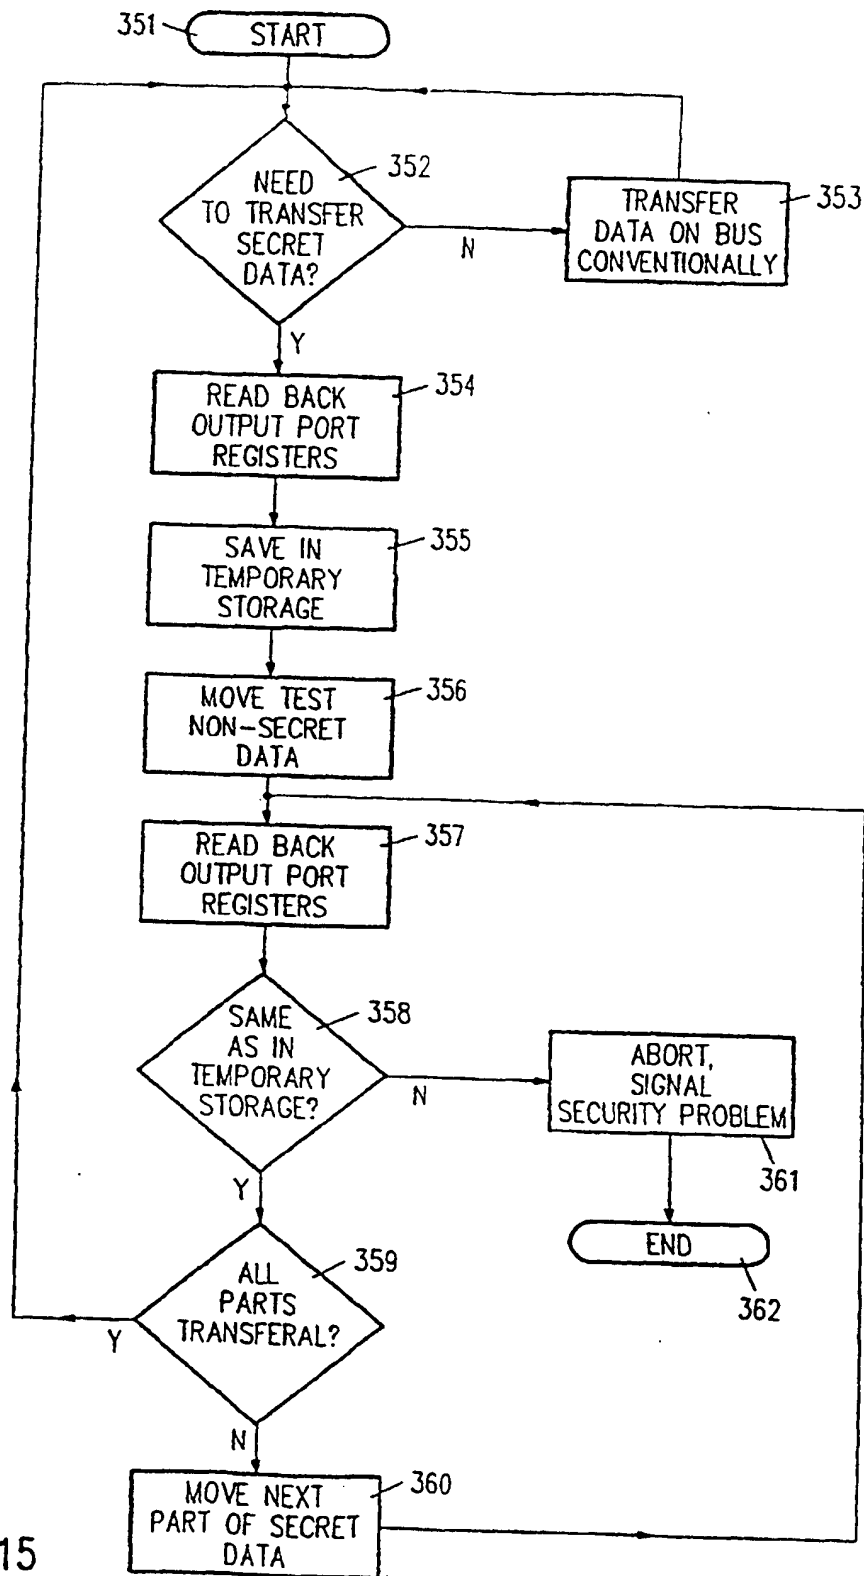 351
START
NEED
TO TRANSFER
SECRET
DATA?
352
N
TRANSFER
DATA ON BUS
CONVENTIONALLY
353
Y
READ BACK
OUTPUT PORT
REGISTERS
354
SAVE IN
TEMPORARY
STORAGE
355
MOVE TEST
NON-SECRET
DATA
356
READ BACK
OUTPUT PORT
REGISTERS
357
SAME
AS IN
TEMPORARY
STORAGE?
358
N
ABORT,
SIGNAL
SECURITY PROBLEM
361
END
362
Y
ALL
PARTS
TRANSFERAL?
359
Y
N
MOVE NEXT
PART OF SECRET
DATA
360
15